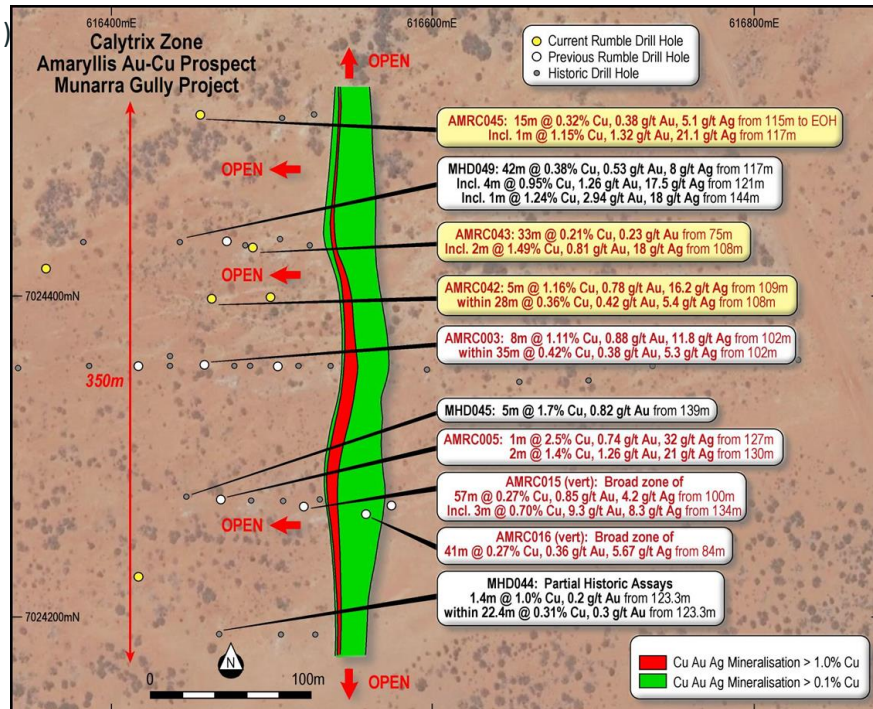 )
616400mE
616600mE
616800mE
Calytrix Zone
Amaryllis Au-Cu Prospect
Munarra Gully Project
OPEN
Current Rumble Drill Hole
Previous Rumble Drill Hole
Historic Drill Hole
AMRC045: 15m @ 0.32% Cu, 0.38 g/t Au, 5.1 g/t Ag from 115m to EOH
Incl. 1m @ 1.15% Cu, 1.32 g/t Au, 21.1 g/t Ag from 117m
OPEN
MHD049: 42m @ 0.38% Cu, 0.53 g/t Au, 8 g/t Ag from 117m
Incl. 4m @ 0.95% Cu, 1.26 g/t Au, 17.5 g/t Ag from 121m
Incl. 1m @ 1.24% Cu, 2.94 g/t Au, 18 g/t Ag from 144m
AMRC043: 33m @ 0.21% Cu, 0.23 g/t Au from 75m
Incl. 2m @ 1.49% Cu, 0.81 g/t Au, 18 g/t Ag from 108m
OPEN
7024400mN
AMRC042: 5m @ 1.16% Cu, 0.78 g/t Au, 16.2 g/t Ag from 109m
within 28m @ 0.36% Cu, 0.42 g/t Au, 5.4 g/t Ag from 108m
AMRC003: 8m @ 1.11% Cu, 0.88 g/t Au, 11.8 g/t Ag from 102m
within 35m @ 0.42% Cu, 0.38 g/t Au, 5.3 g/t Ag from 102m
350m
MHD045: 5m @ 1.7% Cu, 0.82 g/t Au from 139m
AMRC005: 1m @ 2.5% Cu, 0.74 g/t Au, 32 g/t Ag from 127m
2m @ 1.4% Cu, 1.26 g/t Au, 21 g/t Ag from 130m
AMRC015 (vert): Broad zone of
57m @ 0.27% Cu, 0.85 g/t Au, 4.2 g/t Ag from 100m
Incl. 3m @ 0.70% Cu, 9.3 g/t Au, 8.3 g/t Ag from 134m
OPEN
AMRC016 (vert): Broad zone of
41m @ 0.27% Cu, 0.36 g/t Au, 5.67 g/t Ag from 84m
MHD044: Partial Historic Assays
1.4m @ 1.0% Cu, 0.2 g/t Au from 123.3m
within 22.4m @ 0.31% Cu, 0.3 g/t Au from 123.3m
7024200mN
N
0
100m
OPEN
Cu Au Ag Mineralisation > 1.0% Cu
Cu Au Ag Mineralisation > 0.1% Cu